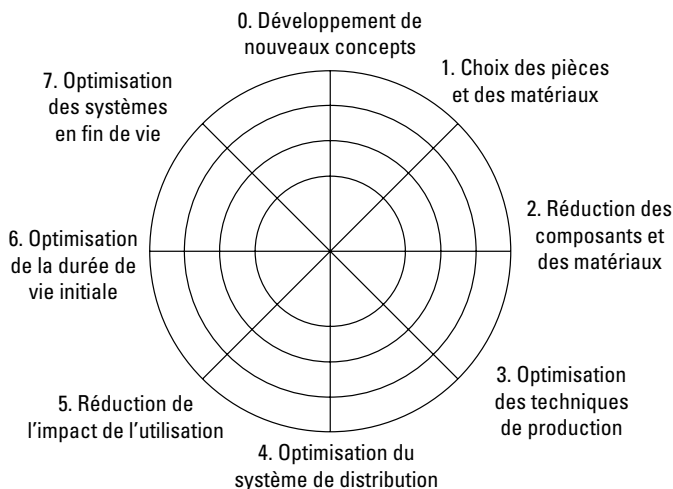 0. Développement de
nouveaux concepts
1. Choix des pièces
et des matériaux
2. Réduction des
composants et
des matériaux
3. Optimisation
des techniques
de production
4. Optimisation du
système de distribution
5. Réduction de
l'impact de l'utilisation
6. Optimisation
de la durée de
vie initiale
7. Optimisation
des systèmes
en fin de vie